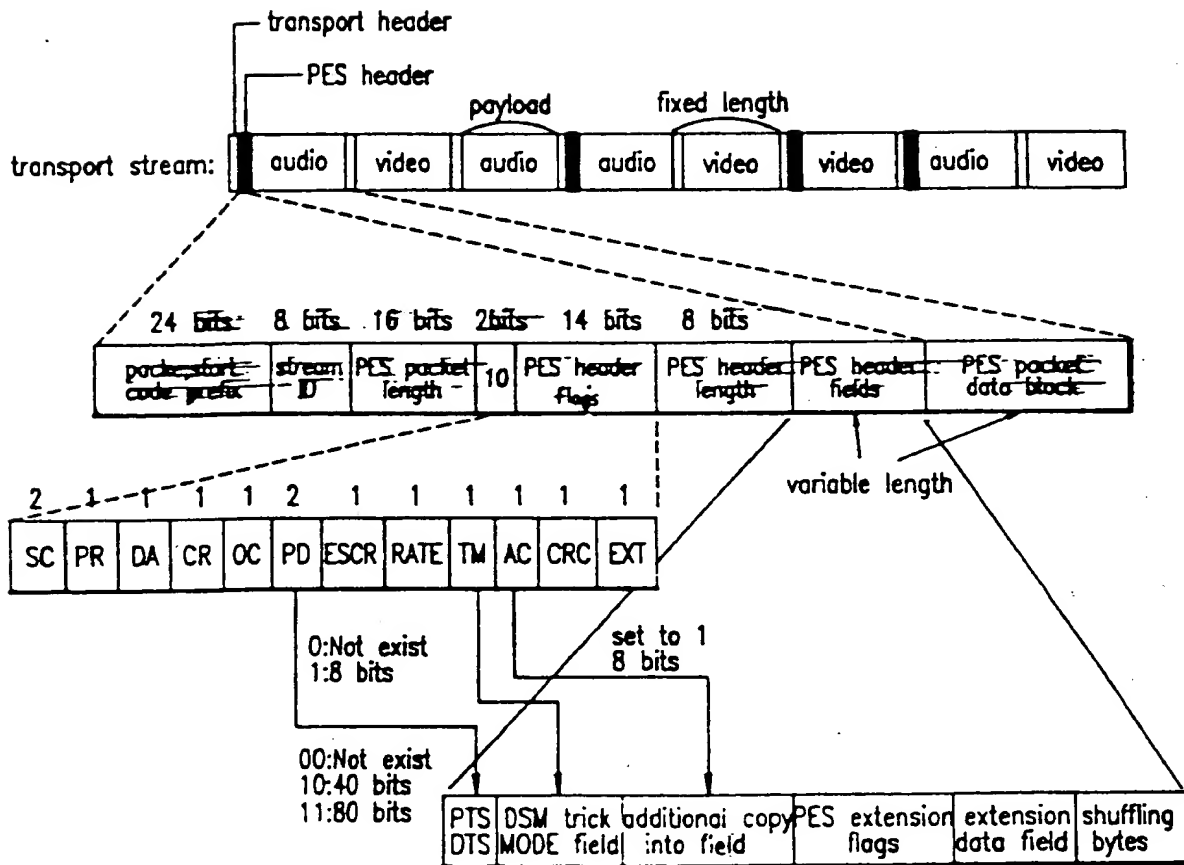 transport header
PES header
payload
fixed length
transport stream:
audio video audio audio video video audio video
24 bits 8 bits 16 bits 2bits 14 bits 8 bits
packe,start code prefix
stream ID
PES packet length
10
PES header flags
PES header length
PES header fields
PES packet data block
variable length
2 1 1 1 1 2 1 1 1 1 1 1
SC PR DA CR OC PD ESCR RATE TM AC CRC EXT
0:Not exist
1:8 bits
set to 1
8 bits
00:Not exist
10:40 bits
11:80 bits
PTS DTS
DSM trick MODE field
additional copy into field
PES extension flags
extension data field
shuffling bytes